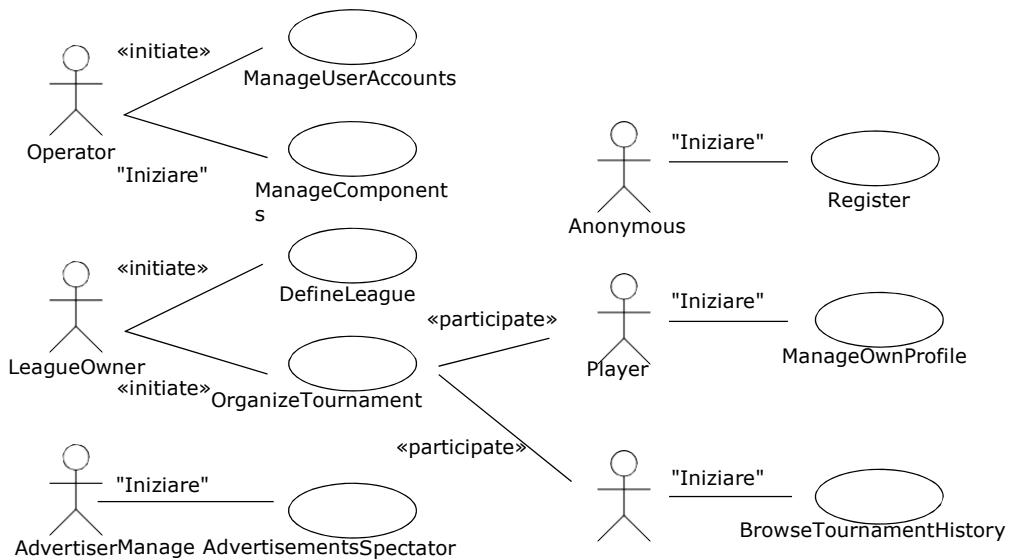 «initiate»
ManageUserAccounts
Operator
"Iniziare"
ManageComponent
s
"Iniziare"
Register
Anonymous
«initiate»
DefineLeague
LeagueOwner
«initiate»
OrganizeTournament
«participate»
"Iniziare"
Player
ManageOwnProfile
«participate»
"Iniziare"
BrowseTournamentHistory
"Iniziare"
AdvertiserManage AdvertisementsSpectator